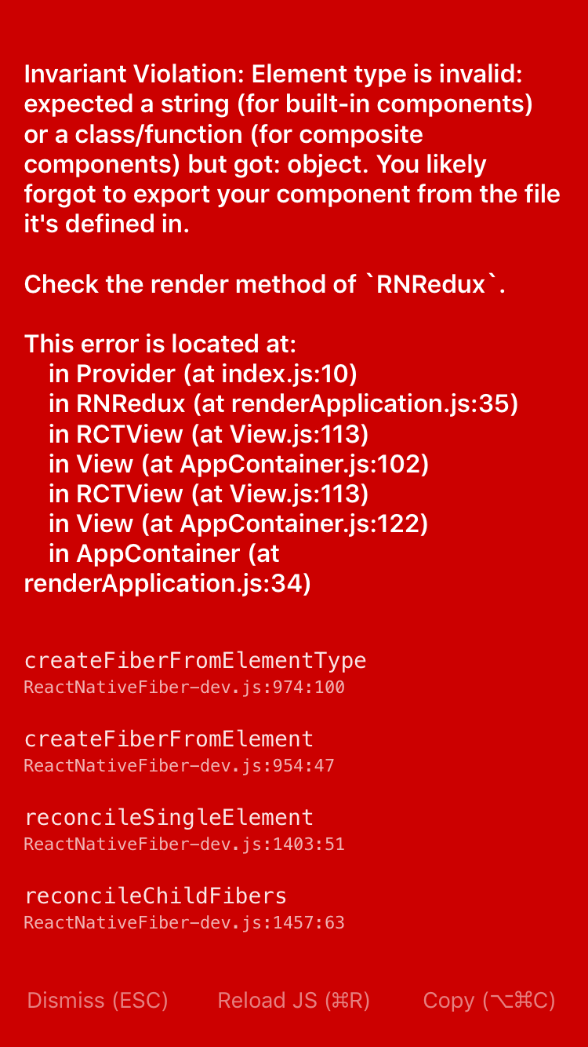 Invariant Violation: Element type is invalid:
expected a string (for built-in components)
or a class/function (for composite
components) but got: object. You likely
forgot to export your component from the file
it's defined in.
Check the render method of `RNRedux`.
This error is located at:
in Provider (at index.js:10)
in RNRedux (at renderApplication.js:35)
in RCTView (at View.js:113)
in View (at AppContainer.js:102)
in RCTView (at View.js:113)
in View (at AppContainer.js:122)
in AppContainer (at
renderApplication.js:34)
createFiberFromElementType
ReactNativeFiber-dev.js:974:100
createFiberFromElement
ReactNativeFiber-dev.js:954:47
reconcileSingleElement
ReactNativeFiber-dev.js:1403:51
reconcileChildFibers
ReactNativeFiber-dev.js:1457:63
Dismiss (ESC) Reload JS (⌘R) Copy (⌥⌘C)